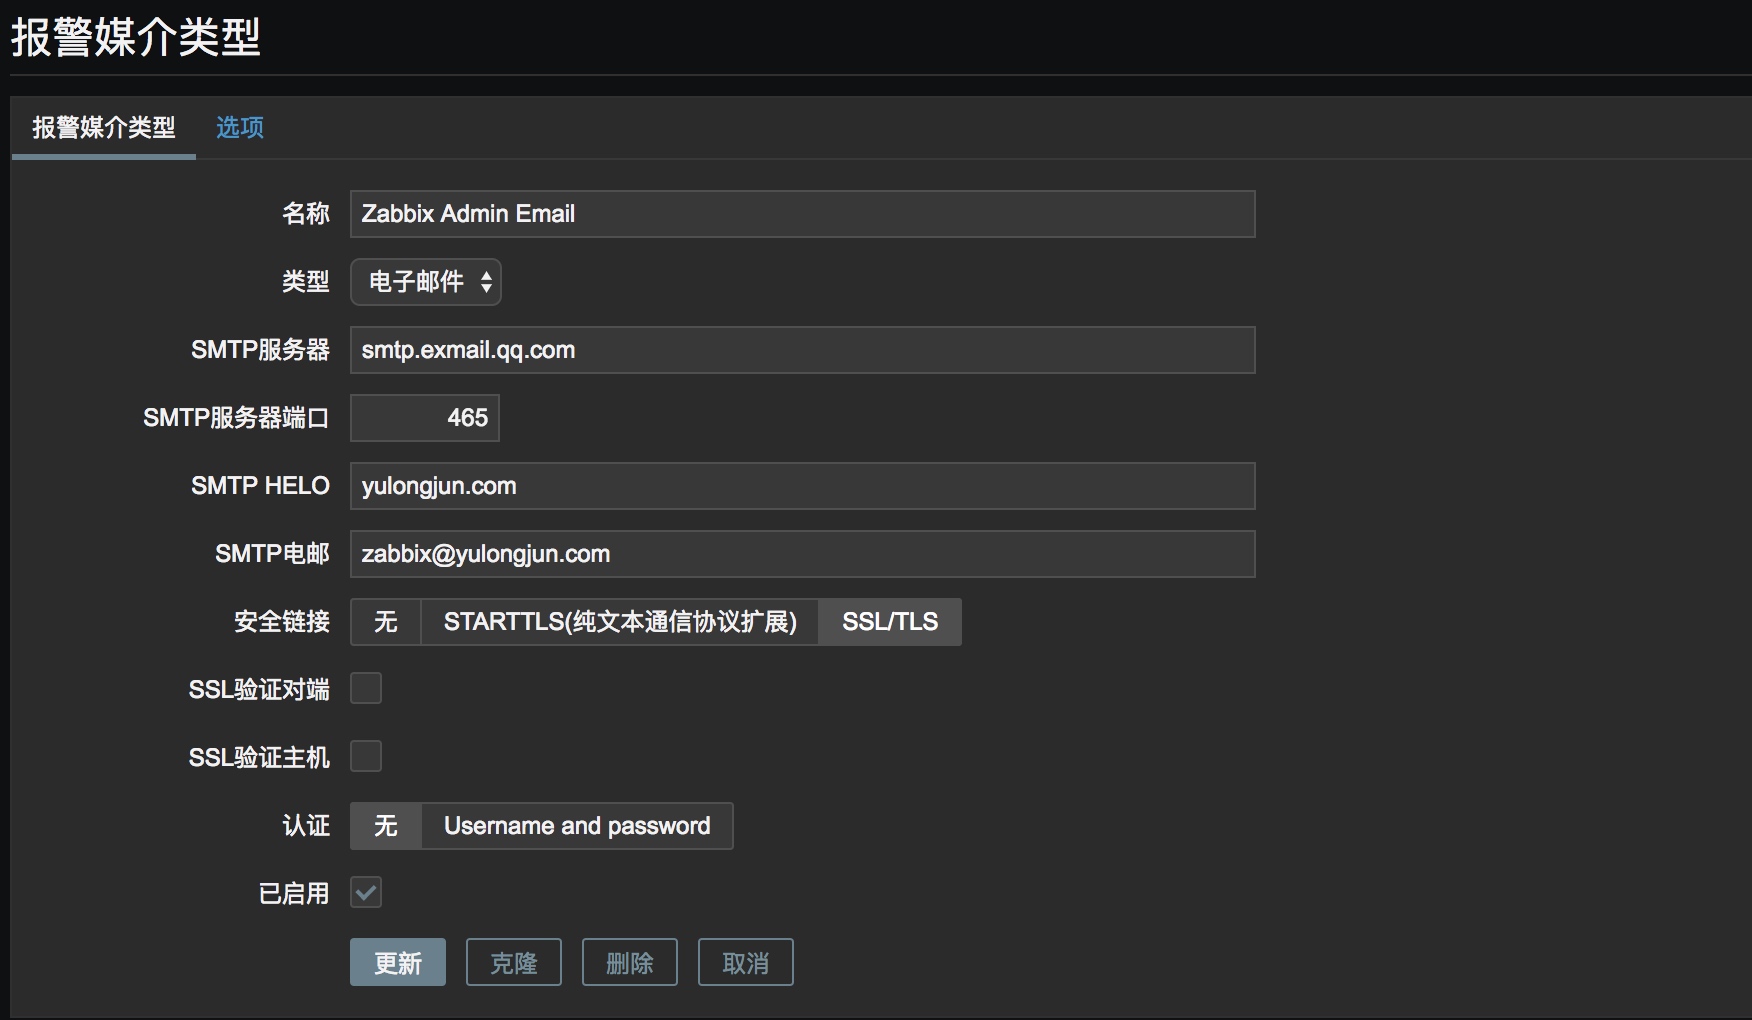 报警媒介类型
报警媒介类型 选项
名称 Zabbix Admin Email
类型 电子邮件
SMTP服务器 smtp.exmail.qq.com
SMTP服务器端口 465
SMTP HELO yulongjun.com
SMTP电邮 zabbix@yulongjun.com
安全链接 无 STARTTLS(纯文本通信协议扩展) SSL/TLS
SSL验证对端
SSL验证主机
认证 无 Username and password
已启用
更新 克隆 删除 取消